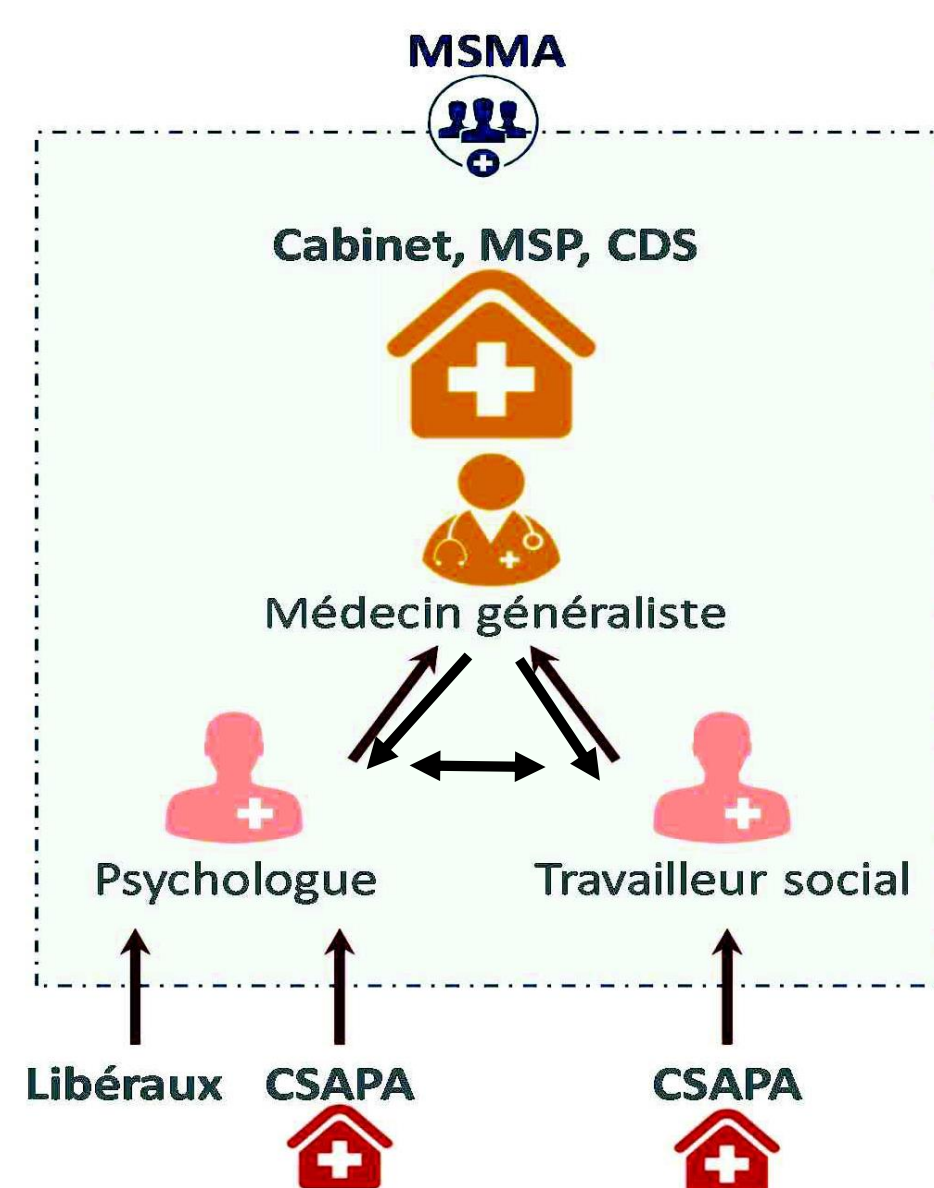 MSMA
Cabinet, MSP, CDS
Médecin généraliste
Psychologue
Travailleur social
Libéraux
CSAPA
CSAPA